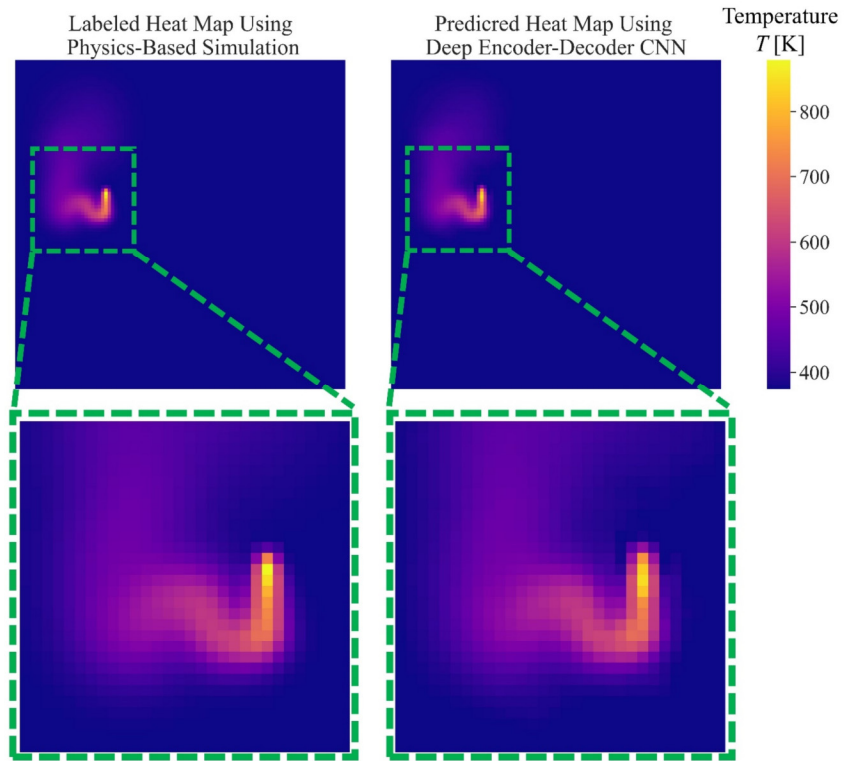 Labeled Heat Map Using
Physics-Based Simulation
Predicred Heat Map Using
Deep Encoder-Decoder CNN
Temperature
T [K]
800
700
600
500
400